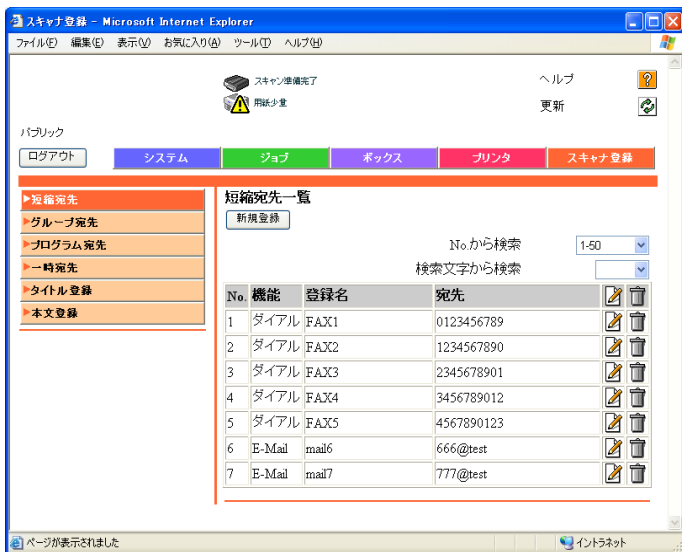 スキャナ登録 - Microsoft Internet Explorer
ファイル(F) 編集(E) 表示(V) お気に入り(A) ツール(T) ヘルプ(H)
スキャン準備完了
用紙少量
ヘルプ ?
更新
パブリック
ログアウト システム ジョブ ボックス プリンタ スキャナ登録
短縮宛先
グループ宛先
プログラム宛先
一時宛先
タイトル登録
本文登録
短縮宛先一覧
新規登録
No.から検索 1-50
検索文字から検索
No. 機能 登録名 宛先
1 ダイアル FAX1 0123456789
2 ダイアル FAX2 1234567890
3 ダイアル FAX3 2345678901
4 ダイアル FAX4 3456789012
5 ダイアル FAX5 4567890123
6 E-Mail mail6 666@test
7 E-Mail mail7 777@test
ページが表示されました イントラネット